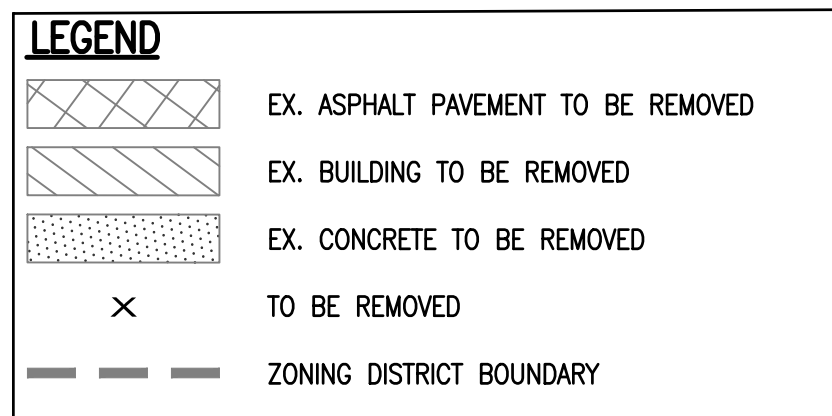 LEGEND
EX. ASPHALT PAVEMENT TO BE REMOVED
EX. BUILDING TO BE REMOVED
EX. CONCRETE TO BE REMOVED
X TO BE REMOVED
ZONING DISTRICT BOUNDARY